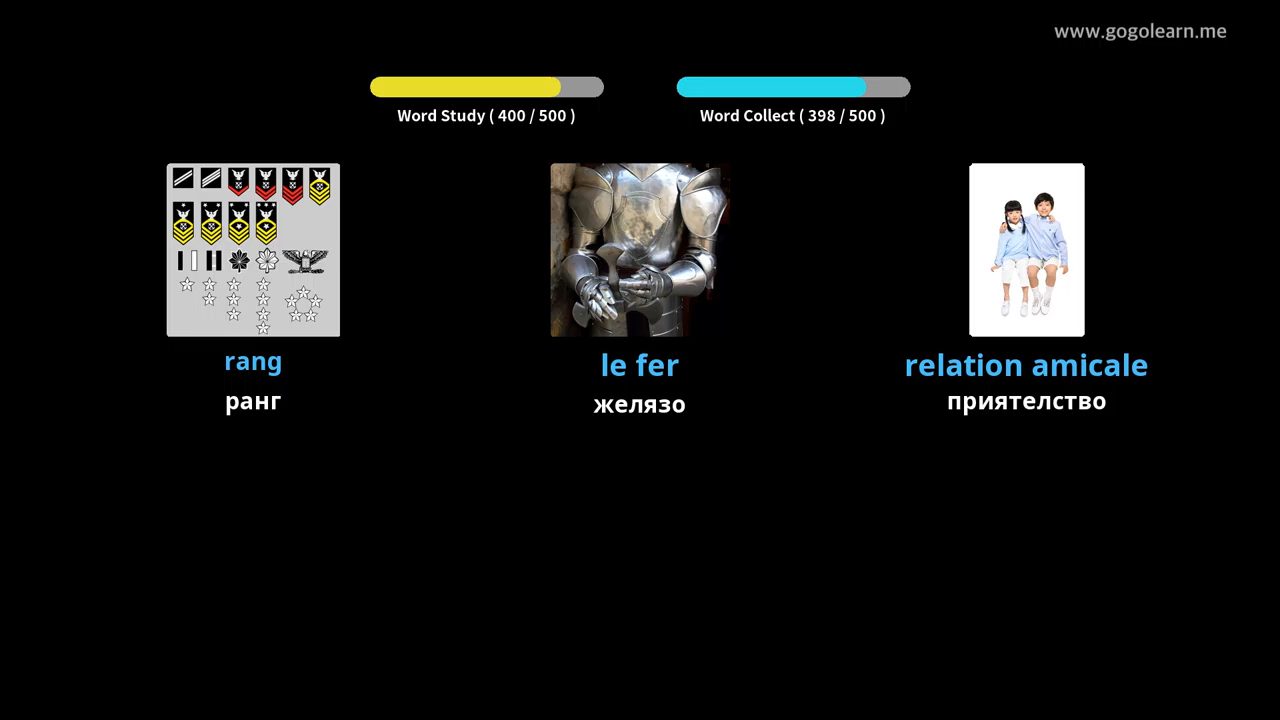 www.gogolearn.me
Word Study ( 400 / 500 )
Word Collect ( 398 / 500 )
rang
ранг
le fer
желязо
relation amicale
приятелство